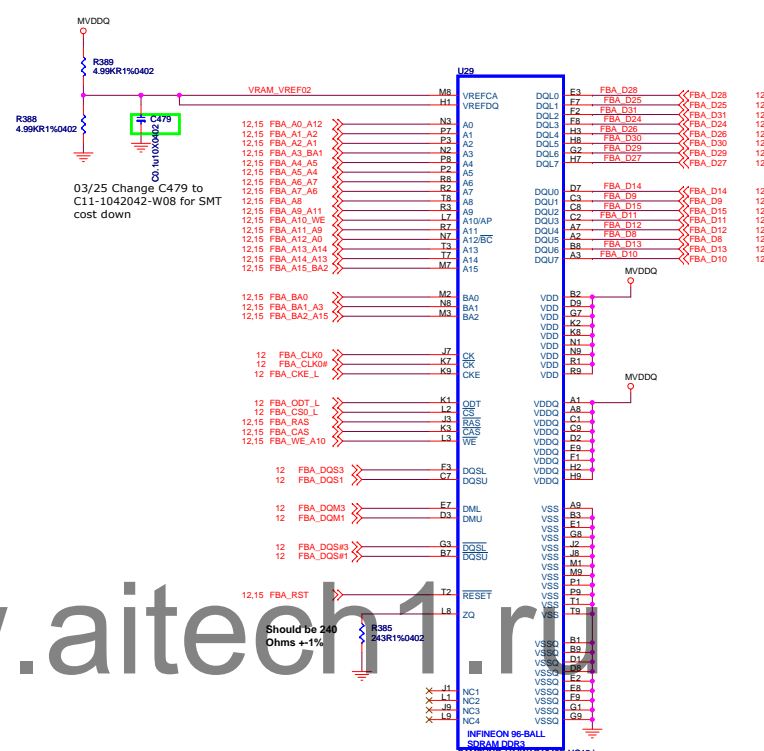 MVDDQ
R389
4.99KR1%0402
R388
4.99KR1%0402
VRAM_VREF02
C479
C0.1u10X0402
03/25 Change C479 to
C11-1042042-W08 for SMT
cost down
U29
M8 VREFCA
H1 VREFDQ
12,15 FBA_A0_A12 N3 A0
12,15 FBA_A1_A2 P7 A1
12,15 FBA_A2_A1 P3 A2
12,15 FBA_A3_BA1 N2 A3
12,15 FBA_A4_A5 P8 A4
12,15 FBA_A5_A4 P2 A5
12,15 FBA_A6_A7 R8 A6
12,15 FBA_A7_A6 R2 A7
12,15 FBA_A8 T8 A8
12,15 FBA_A9_A11 R3 A9
12,15 FBA_A10_WE L7 A10/AP
12,15 FBA_A11_A9 R7 A11
12,15 FBA_A12_A0 N7 A12/BC
12,15 FBA_A13_A14 T3 A13
12,15 FBA_A14_A13 T7 A14
12,15 FBA_A15_BA2 M7 A15
12,15 FBA_BA0 M2 BA0
12,15 FBA_BA1_A3 N8 BA1
12,15 FBA_BA2_A15 M3 BA2
12 FBA_CLK0 J7 CK
12 FBA_CLK0# K7 CK
12 FBA_CKE_L K9 CKE
12 FBA_ODT_L K1 ODT
12 FBA_CS0_L L2 CS
12,15 FBA_RAS J3 RAS
12,15 FBA_CAS K3 CAS
12,15 FBA_WE_A10 L3 WE
12 FBA_DQS3 F3 DQSL
12 FBA_DQS1 C7 DQSU
12 FBA_DQM3 E7 DML
12 FBA_DQM1 D3 DMU
12 FBA_DQS#3 G3 DQSL
12 FBA_DQS#1 B7 DQSU
12,15 FBA_RST T2 RESET
L8 ZQ
Should be 240
Ohms +-1%
R385
243R1%0402
J1 NC1
L1 NC2
J9 NC3
L9 NC4
DQL0 E3 FBA_D28 FBA_D28 12
DQL1 F7 FBA_D25 FBA_D25 12
DQL2 F2 FBA_D31 FBA_D31 12
DQL3 F8 FBA_D24 FBA_D24 12
DQL4 H3 FBA_D26 FBA_D26 12
DQL5 H8 FBA_D30 FBA_D30 12
DQL6 G2 FBA_D29 FBA_D29 12
DQL7 H7 FBA_D27 FBA_D27 12
DQU0 D7 FBA_D14 FBA_D14 12
DQU1 C3 FBA_D9 FBA_D9 12
DQU2 C8 FBA_D15 FBA_D15 12
DQU3 C2 FBA_D11 FBA_D11 12
DQU4 A7 FBA_D12 FBA_D12 12
DQU5 A2 FBA_D8 FBA_D8 12
DQU6 B8 FBA_D13 FBA_D13 12
DQU7 A3 FBA_D10 FBA_D10 12
MVDDQ
VDD B2
VDD D9
VDD G7
VDD K2
VDD K8
VDD N1
VDD N9
VDD R1
VDD R9
MVDDQ
VDDQ A1
VDDQ A8
VDDQ C1
VDDQ C9
VDDQ D2
VDDQ E9
VDDQ F1
VDDQ H2
VDDQ H9
VSS A9
VSS B3
VSS E1
VSS G8
VSS J2
VSS J8
VSS M1
VSS M9
VSS P1
VSS P9
VSS T1
VSS T9
VSSQ B1
VSSQ B9
VSSQ D1
VSSQ D8
VSSQ E2
VSSQ E8
VSSQ F9
VSSQ G1
VSSQ G9
INFINEON 96-BALL
SDRAM DDR3
.aitech1.ru